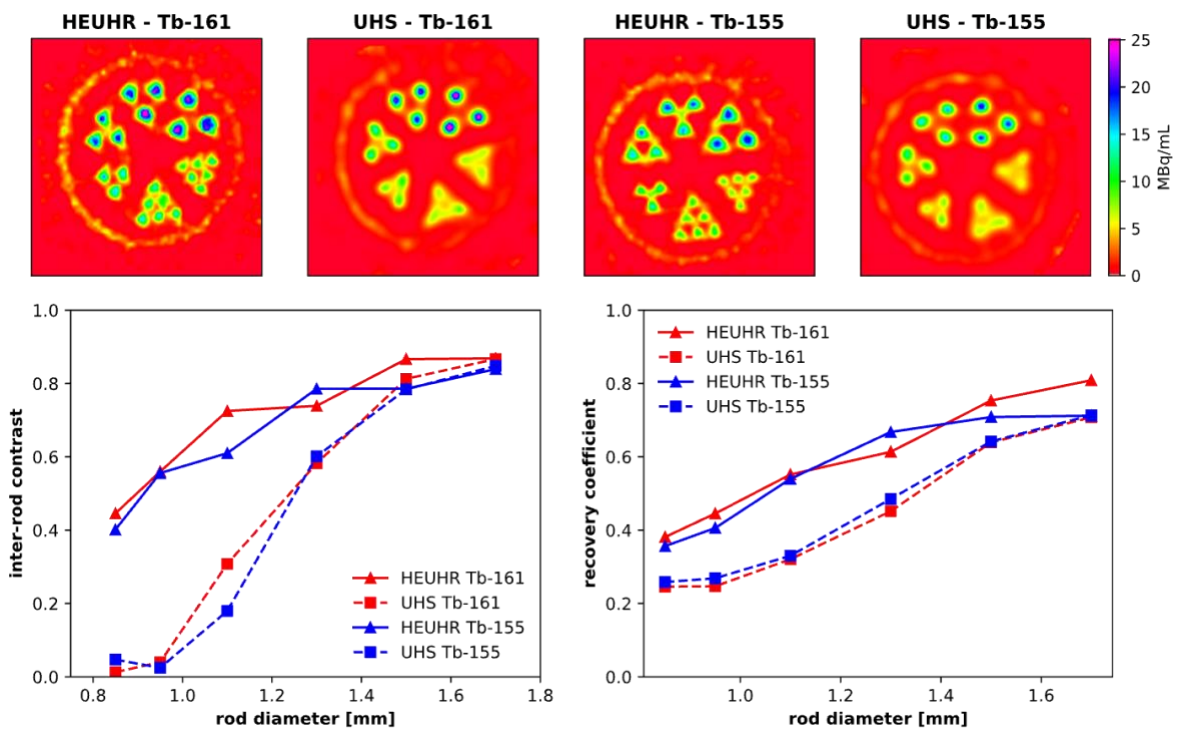 HEUHR - Tb-161
UHS - Tb-161
HEUHR - Tb-155
UHS - Tb-155
25
20
15
10
5
0
MBq/mL
1.0
0.8
0.6
0.4
0.2
0.0
inter-rod contrast
0.8 1.0 1.2 1.4 1.6 1.8
rod diameter [mm]
HEUHR Tb-161
UHS Tb-161
HEUHR Tb-155
UHS Tb-155
1.0
0.8
0.6
0.4
0.2
0.0
recovery coefficient
1.0 1.2 1.4 1.6
rod diameter [mm]
HEUHR Tb-161
UHS Tb-161
HEUHR Tb-155
UHS Tb-155